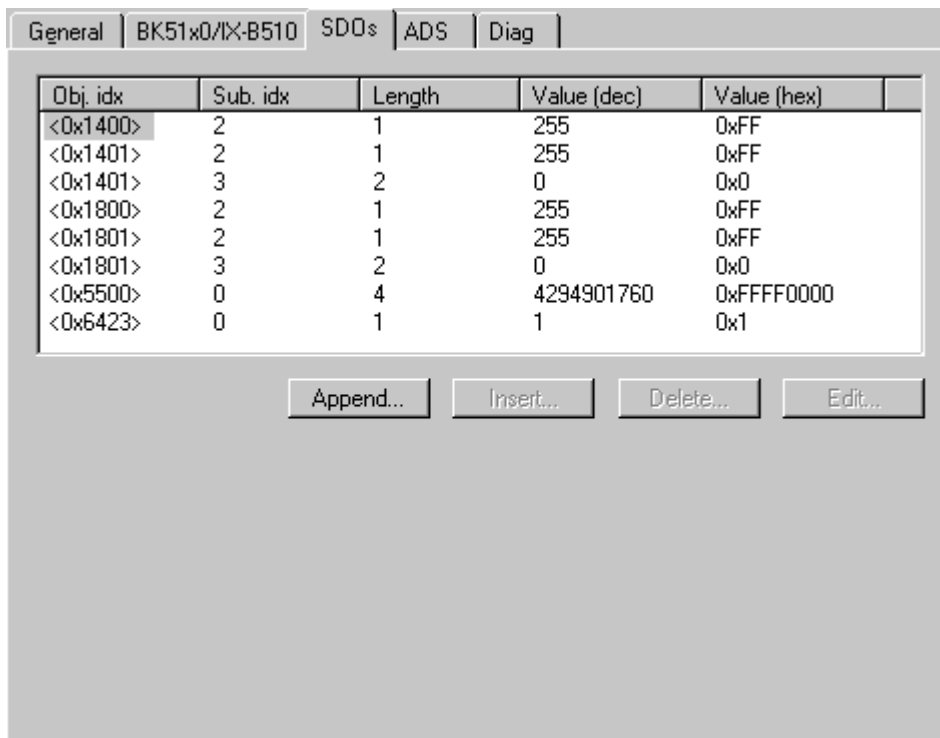 General BK51x0/IX-B510 SDOs ADS Diag
Obj. idx Sub. idx Length Value (dec) Value (hex)
<0x1400> 2 1 255 0xFF
<0x1401> 2 1 255 0xFF
<0x1401> 3 2 0 0x0
<0x1800> 2 1 255 0xFF
<0x1801> 2 1 255 0xFF
<0x1801> 3 2 0 0x0
<0x5500> 0 4 4294901760 0xFFFF0000
<0x6423> 0 1 1 0x1
Append... Insert... Delete... Edit...